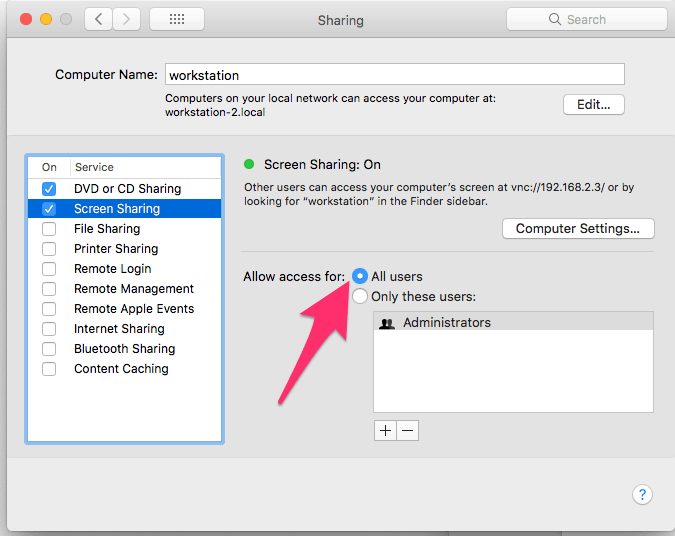 Sharing
Search
Computer Name: workstation
Computers on your local network can access your computer at:
workstation-2.local
Edit...
On Service
DVD or CD Sharing
Screen Sharing
File Sharing
Printer Sharing
Remote Login
Remote Management
Remote Apple Events
Internet Sharing
Bluetooth Sharing
Content Caching
Screen Sharing: On
Other users can access your computer's screen at vnc://192.168.2.3/ or by
looking for “workstation” in the Finder sidebar.
Computer Settings...
Allow access for: All users
Only these users:
Administrators
+ −
?